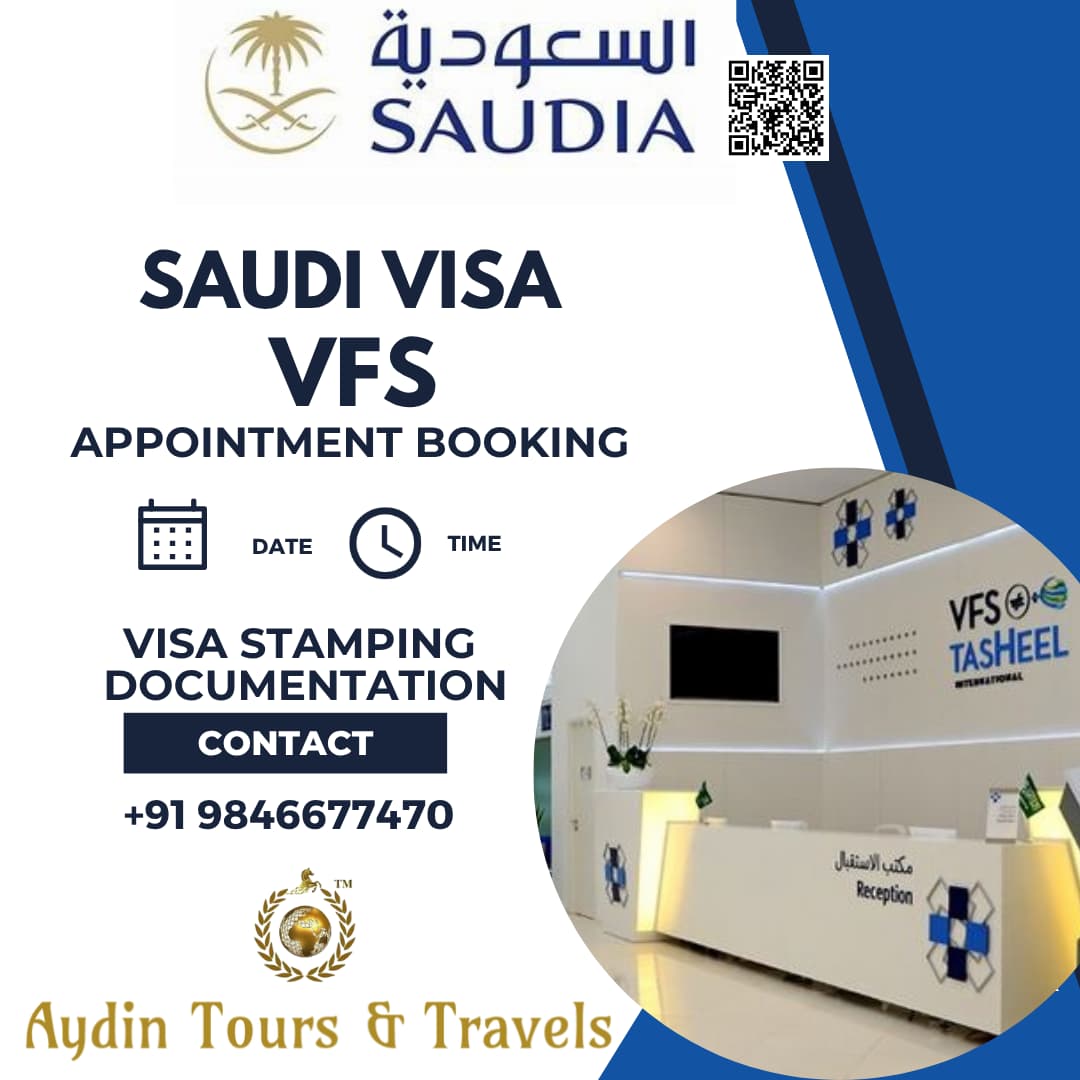 السعودية
SAUDIA
SAUDI VISA
VFS
APPOINTMENT BOOKING
DATE
TIME
VISA STAMPING
DOCUMENTATION
CONTACT
+91 9846677470
VFS
TASHEEL
INTERNATIONAL
مكتب الاستقبال
Reception
TM
Aydin Tours & Travels